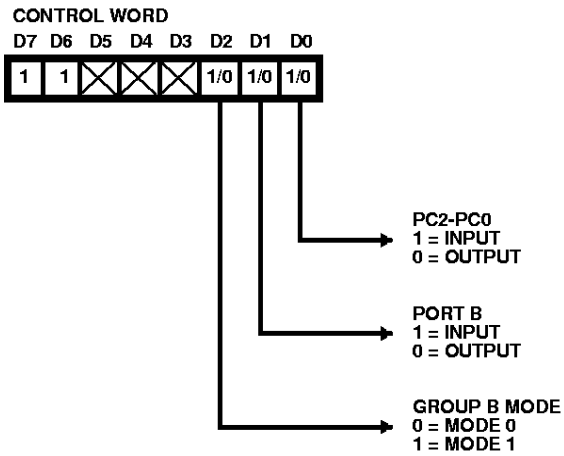 CONTROL WORD
D7 D6 D5 D4 D3 D2 D1 D0
1 1 1/0 1/0 1/0
PC2-PC0
1 = INPUT
0 = OUTPUT
PORT B
1 = INPUT
0 = OUTPUT
GROUP B MODE
0 = MODE 0
1 = MODE 1